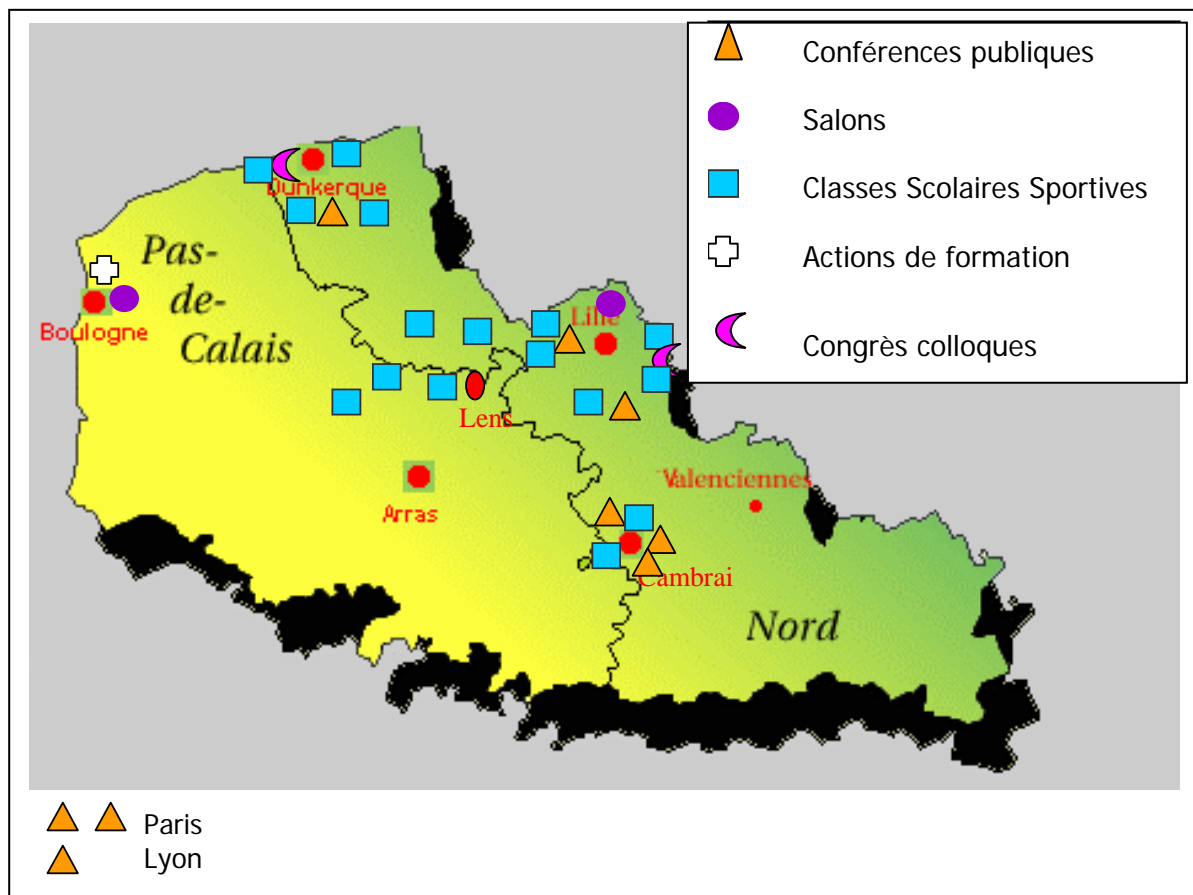 Conférences publiques
Salons
Classes Scolaires Sportives
Actions de formation
Congrès colloques
Dunkerque
Pas-
de-
Calais
Boulogne
Lille
Lens
Valenciennes
Arras
Cambrai
Nord
Paris
Lyon